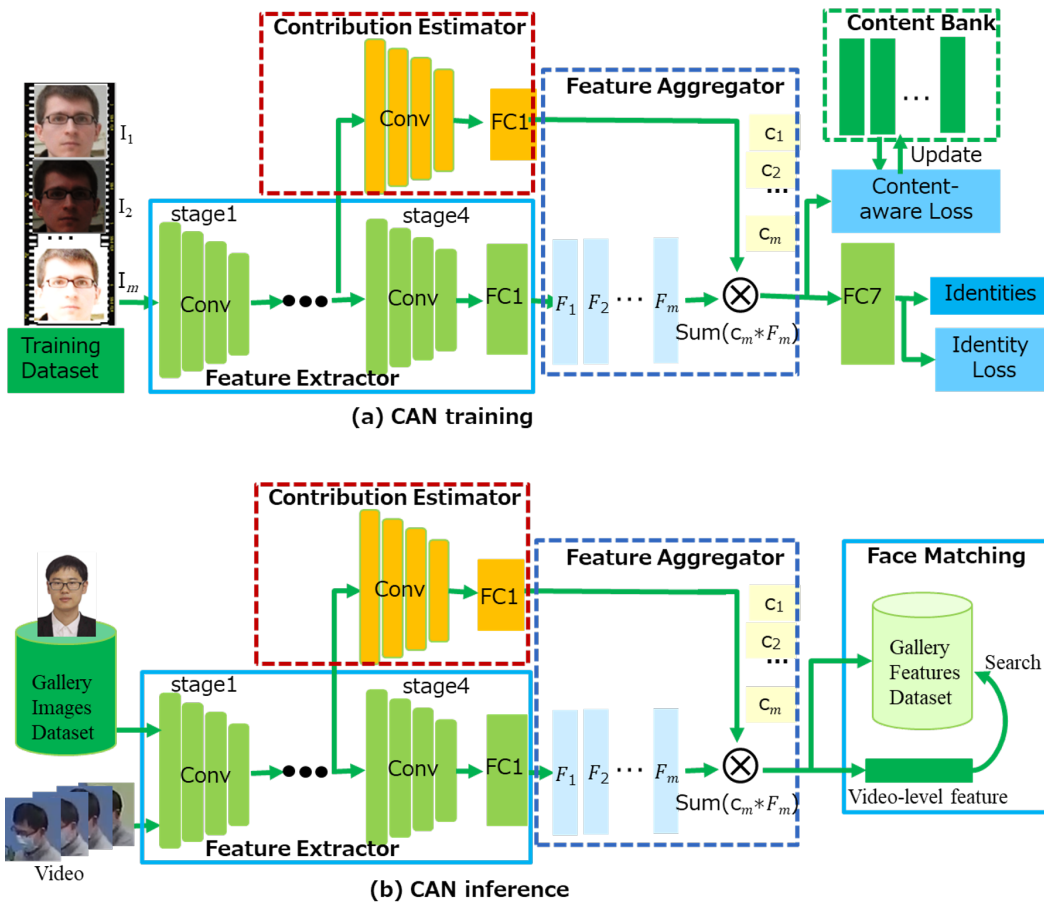 Contribution Estimator
Conv
FC1
Feature Aggregator
c1
c2
...
cm
Content Bank
...
Update
Content-
aware Loss
I1
I2
...
Im
Training
Dataset
stage1
Conv
...
stage4
Conv
FC1
Feature Extractor
F1
F2
...
Fm
Sum(cm*Fm)
FC7
Identities
Identity
Loss
(a) CAN training
Contribution Estimator
Conv
FC1
Feature Aggregator
c1
c2
...
cm
Face Matching
Gallery
Features
Dataset
Search
Video-level feature
Gallery
Images
Dataset
Video
stage1
Conv
...
stage4
Conv
FC1
Feature Extractor
F1
F2
...
Fm
Sum(cm*Fm)
(b) CAN inference